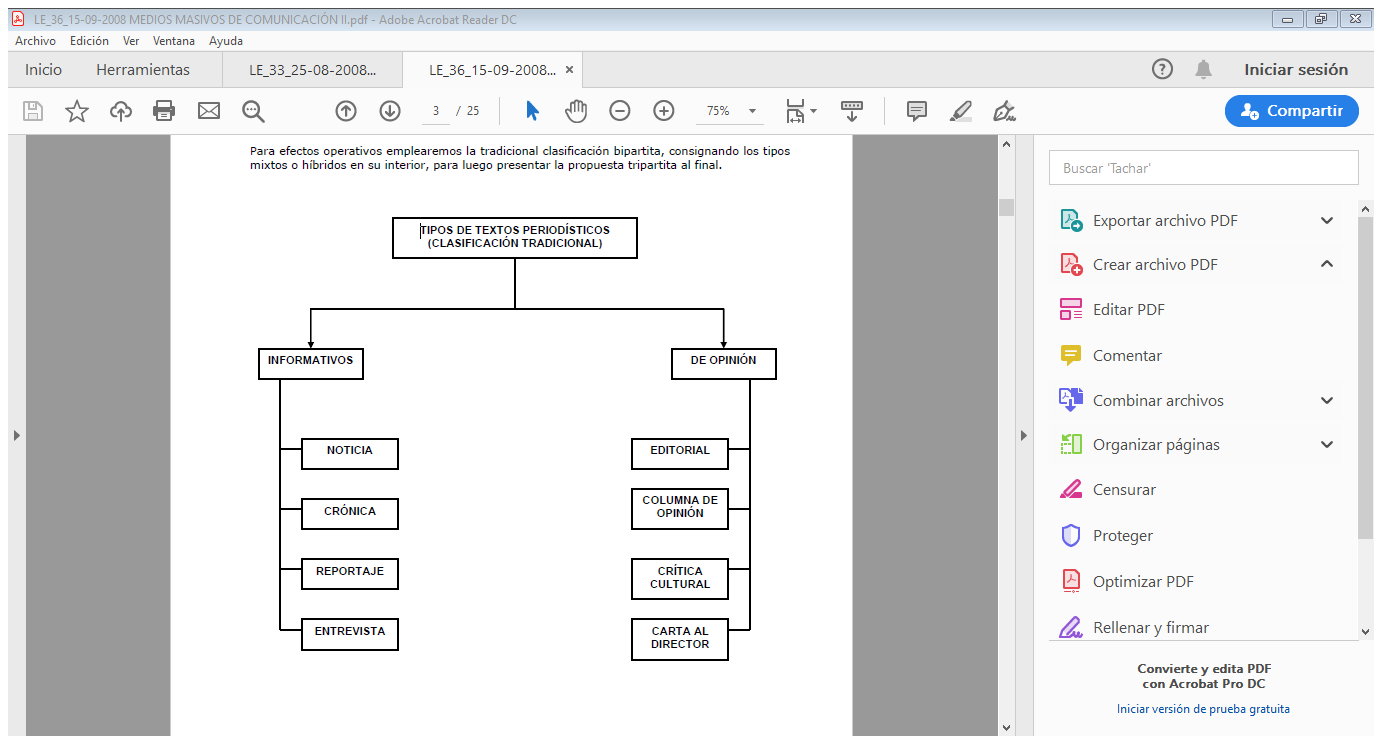 LE_36_15-09-2008 MEDIOS MASIVOS DE COMUNICACIÓN II.pdf - Adobe Acrobat Reader DC
Archivo Edición Ver Ventana Ayuda
Inicio Herramientas LE_33_25-08-2008... LE_36_15-09-2008... Iniciar sesión
3 / 25 75% Compartir
Para efectos operativos emplearemos la tradicional clasificación bipartita, consignando los tipos
mixtos o híbridos en su interior, para luego presentar la propuesta tripartita al final.
TIPOS DE TEXTOS PERIODÍSTICOS
(CLASIFICACIÓN TRADICIONAL)
INFORMATIVOS
NOTICIA
CRÓNICA
REPORTAJE
ENTREVISTA
DE OPINIÓN
EDITORIAL
COLUMNA DE
OPINIÓN
CRÍTICA
CULTURAL
CARTA AL
DIRECTOR
Buscar 'Tachar'
Exportar archivo PDF
Crear archivo PDF
Editar PDF
Comentar
Combinar archivos
Organizar páginas
Censurar
Proteger
Optimizar PDF
Rellenar y firmar
Convierte y edita PDF
con Acrobat Pro DC
Iniciar versión de prueba gratuita